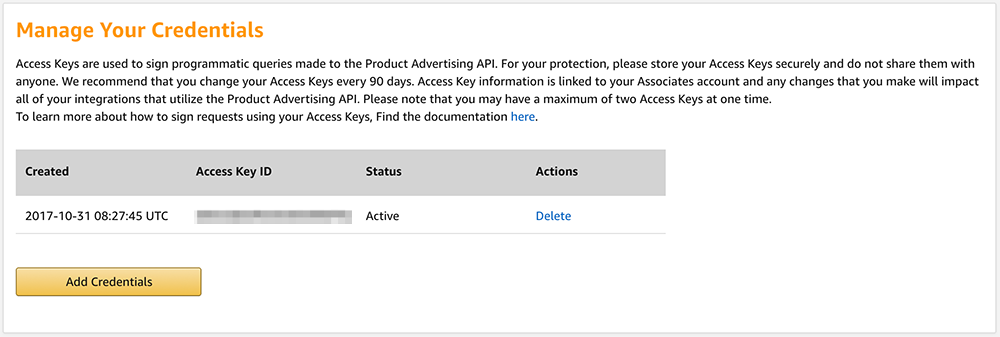 Manage Your Credentials
Access Keys are used to sign programmatic queries made to the Product Advertising API. For your protection, please store your Access Keys securely and do not share them with
anyone. We recommend that you change your Access Keys every 90 days. Access Key information is linked to your Associates account and any changes that you make will impact
all of your integrations that utilize the Product Advertising API. Please note that you may have a maximum of two Access Keys at one time.
To learn more about how to sign requests using your Access Keys, Find the documentation here.
Created Access Key ID Status Actions
2017-10-31 08:27:45 UTC Active Delete
Add Credentials